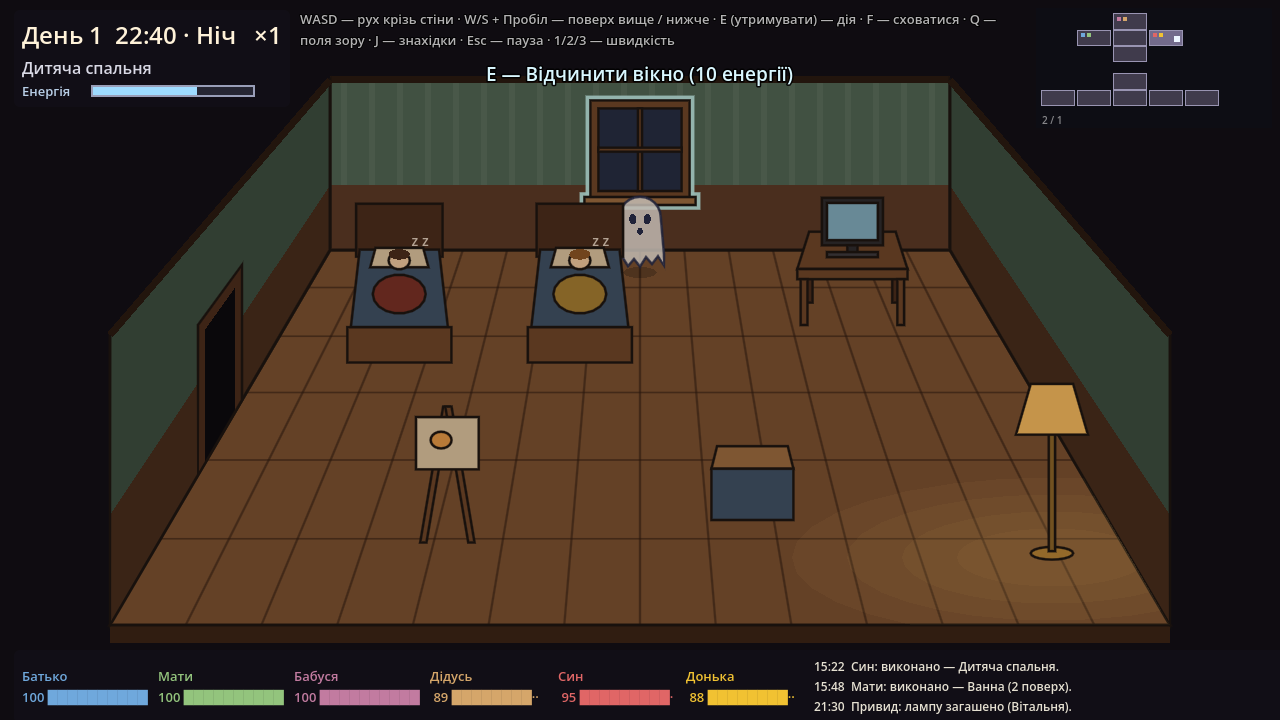 День 1 22:40 · Ніч ×1
Дитяча спальня
Енергія
WASD — рух крізь стіни · W/S + Пробіл — поверх вище / нижче · E (утримувати) — дія · F — сховатися · Q —
поля зору · J — знахідки · Esc — пауза · 1/2/3 — швидкість
E — Відчинити вікно (10 енергії)
2 / 1
z z
z z
Батько
100
Мати
100
Бабуся
100
Дідусь
89
Син
95
Донька
88
15:22 Син: виконано — Дитяча спальня.
15:48 Мати: виконано — Ванна (2 поверх).
21:30 Привид: лампу загашено (Вітальня).